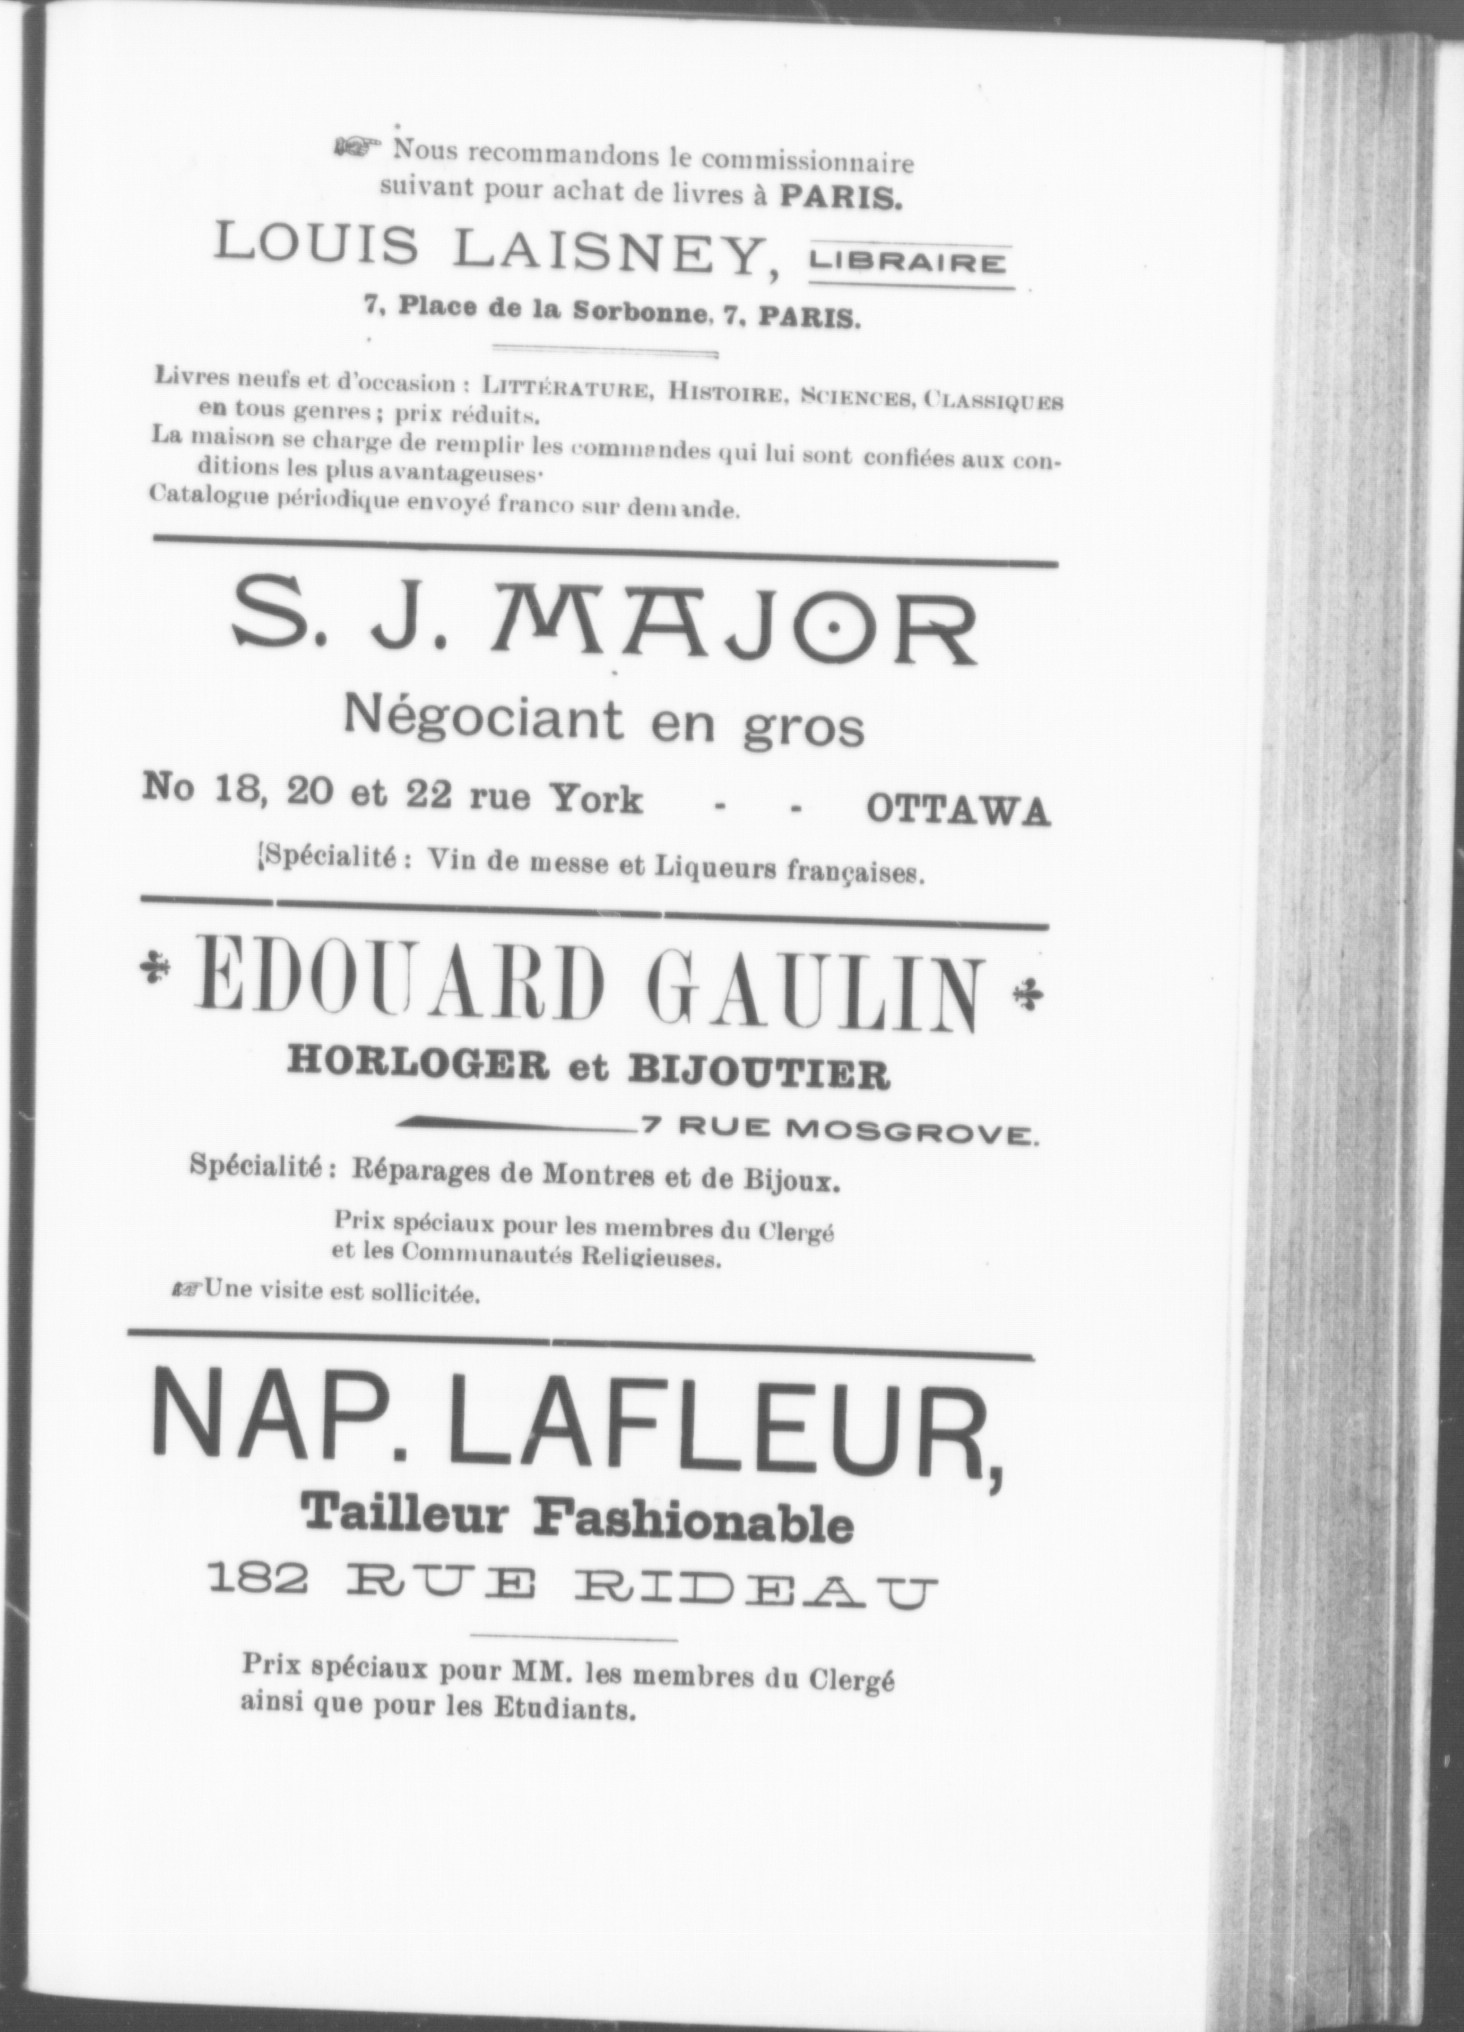 ☞ Nous recommandons le commissionnaire
suivant pour achat de livres à PARIS.
LOUIS LAISNEY, LIBRAIRE
7, Place de la Sorbonne, 7, PARIS.
Livres neufs et d'occasion : LITTÉRATURE, HISTOIRE, SCIENCES, CLASSIQUES
en tous genres ; prix réduits.
La maison se charge de remplir les commandes qui lui sont confiées aux con-
ditions les plus avantageuses·
Catalogue périodique envoyé franco sur demande.
S. J. MAJOR
Négociant en gros
No 18, 20 et 22 rue York - - OTTAWA
Spécialité : Vin de messe et Liqueurs françaises.
EDOUARD GAULIN
HORLOGER et BIJOUTIER
7 RUE MOSGROVE.
Spécialité : Réparages de Montres et de Bijoux.
Prix spéciaux pour les membres du Clergé
et les Communautés Religieuses.
☞ Une visite est sollicitée.
NAP. LAFLEUR,
Tailleur Fashionable
182 RUE RIDEAU
Prix spéciaux pour MM. les membres du Clergé
ainsi que pour les Etudiants.